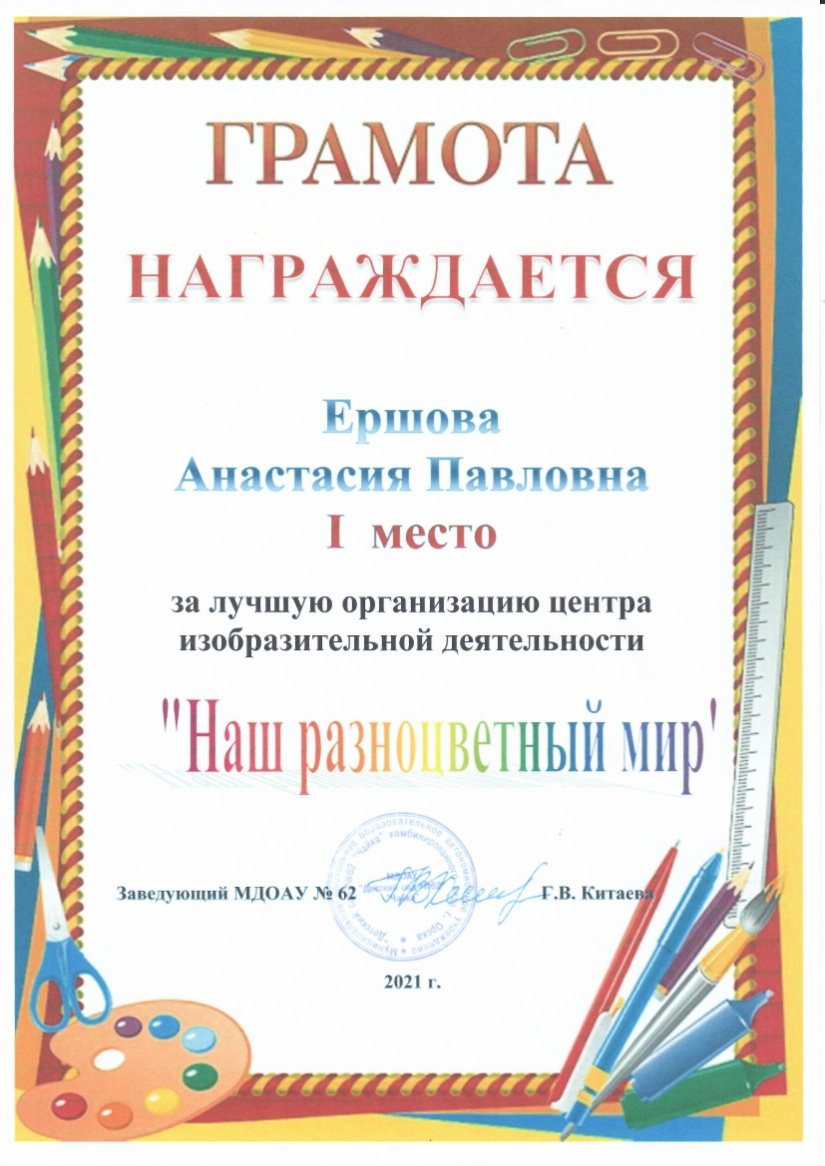 ГРАМОТА
НАГРАЖДАЕТСЯ
Ершова
Анастасия Павловна
I место
за лучшую организацию центра
изобразительной деятельности
"Наш разноцветный мир'
Заведующий МДОАУ № 62 Г.В. Китаева
2021 г.